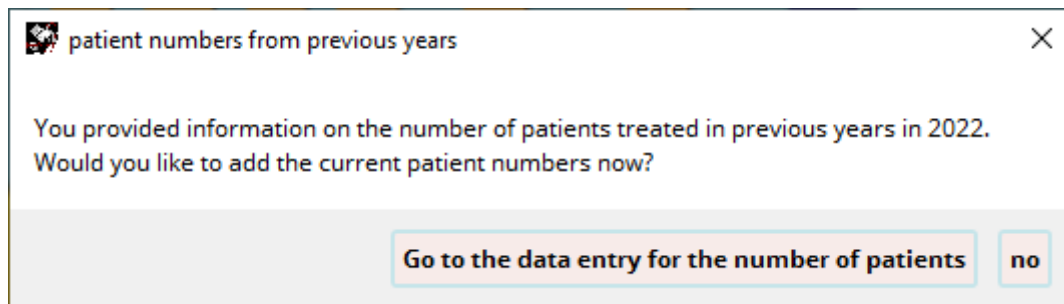 patient numbers from previous years
You provided information on the number of patients treated in previous years in 2022.
Would you like to add the current patient numbers now?
Go to the data entry for the number of patients
no